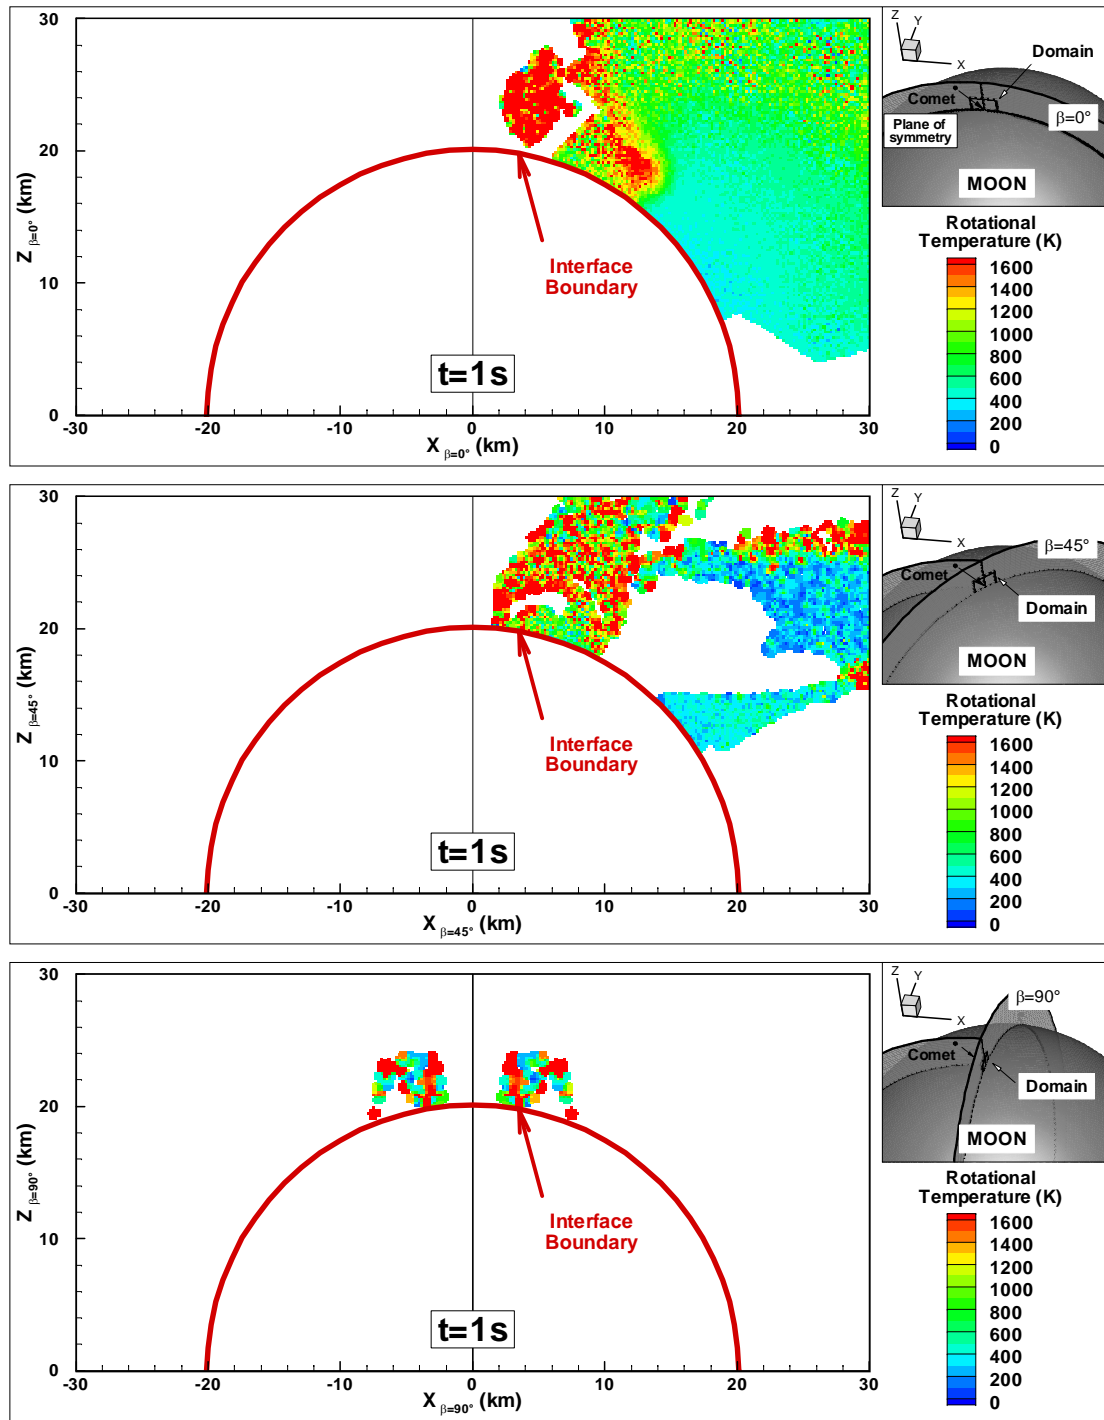 30
20
10
0
Z β=0° (km)
-30
-20
-10
0
10
20
30
X β=0° (km)
Interface
Boundary
t=1s
Z
Y
X
Domain
Comet
β=0°
Plane of
symmetry
MOON
Rotational
Temperature (K)
1600
1400
1200
1000
800
600
400
200
0
30
20
10
0
Z β=45° (km)
-30
-20
-10
0
10
20
30
X β=45° (km)
Interface
Boundary
t=1s
Z
Y
X
β=45°
Comet
Domain
MOON
Rotational
Temperature (K)
1600
1400
1200
1000
800
600
400
200
0
30
20
10
0
Z β=90° (km)
-30
-20
-10
0
10
20
30
X β=90° (km)
Interface
Boundary
t=1s
Z
Y
X
β=90°
Comet
Domain
MOON
Rotational
Temperature (K)
1600
1400
1200
1000
800
600
400
200
0